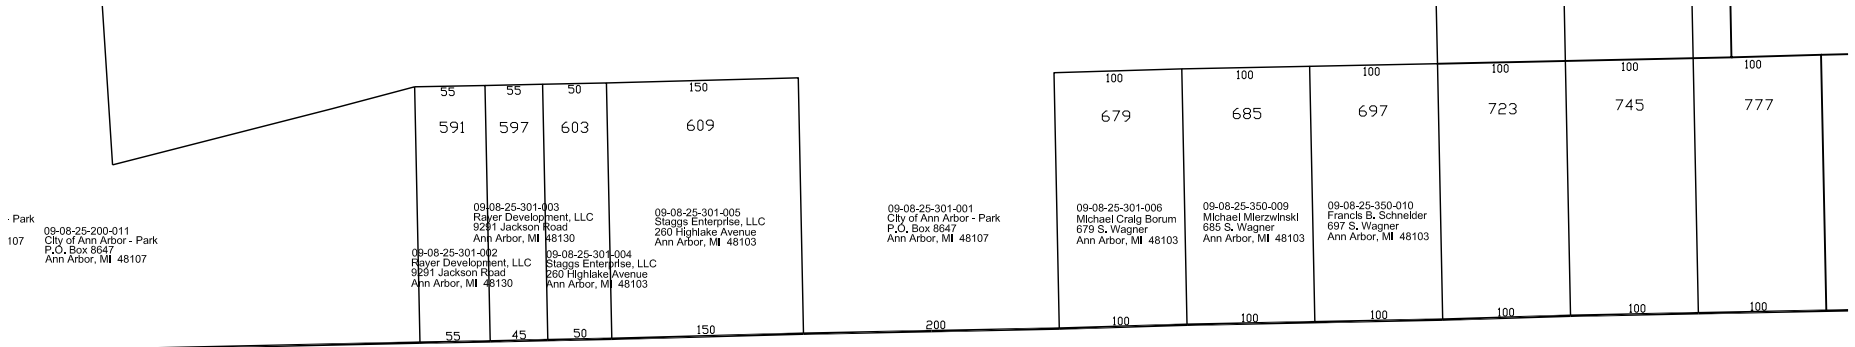 55 55 50 150 100 100 100 100 100 100
591 597 603 609 679 685 697 723 745 777
- Park
107
09-08-25-200-011
City of Ann Arbor - Park
P.O. Box 8647
Ann Arbor, MI 48107
09-08-25-301-002
Rayer Development, LLC
9291 Jackson Road
Ann Arbor, MI 48130
09-08-25-301-003
Rayer Development, LLC
9291 Jackson Road
Ann Arbor, MI 48130
09-08-25-301-004
Staggs Enterprise, LLC
260 Highlake Avenue
Ann Arbor, MI 48103
09-08-25-301-005
Staggs Enterprise, LLC
260 Highlake Avenue
Ann Arbor, MI 48103
09-08-25-301-001
City of Ann Arbor - Park
P.O. Box 8647
Ann Arbor, MI 48107
09-08-25-301-006
Michael Craig Borum
679 S. Wagner
Ann Arbor, MI 48103
09-08-25-350-009
Michael Mierzwinski
685 S. Wagner
Ann Arbor, MI 48103
09-08-25-350-010
Francis B. Schneider
697 S. Wagner
Ann Arbor, MI 48103
55 45 50 150 200 100 100 100 100 100 100